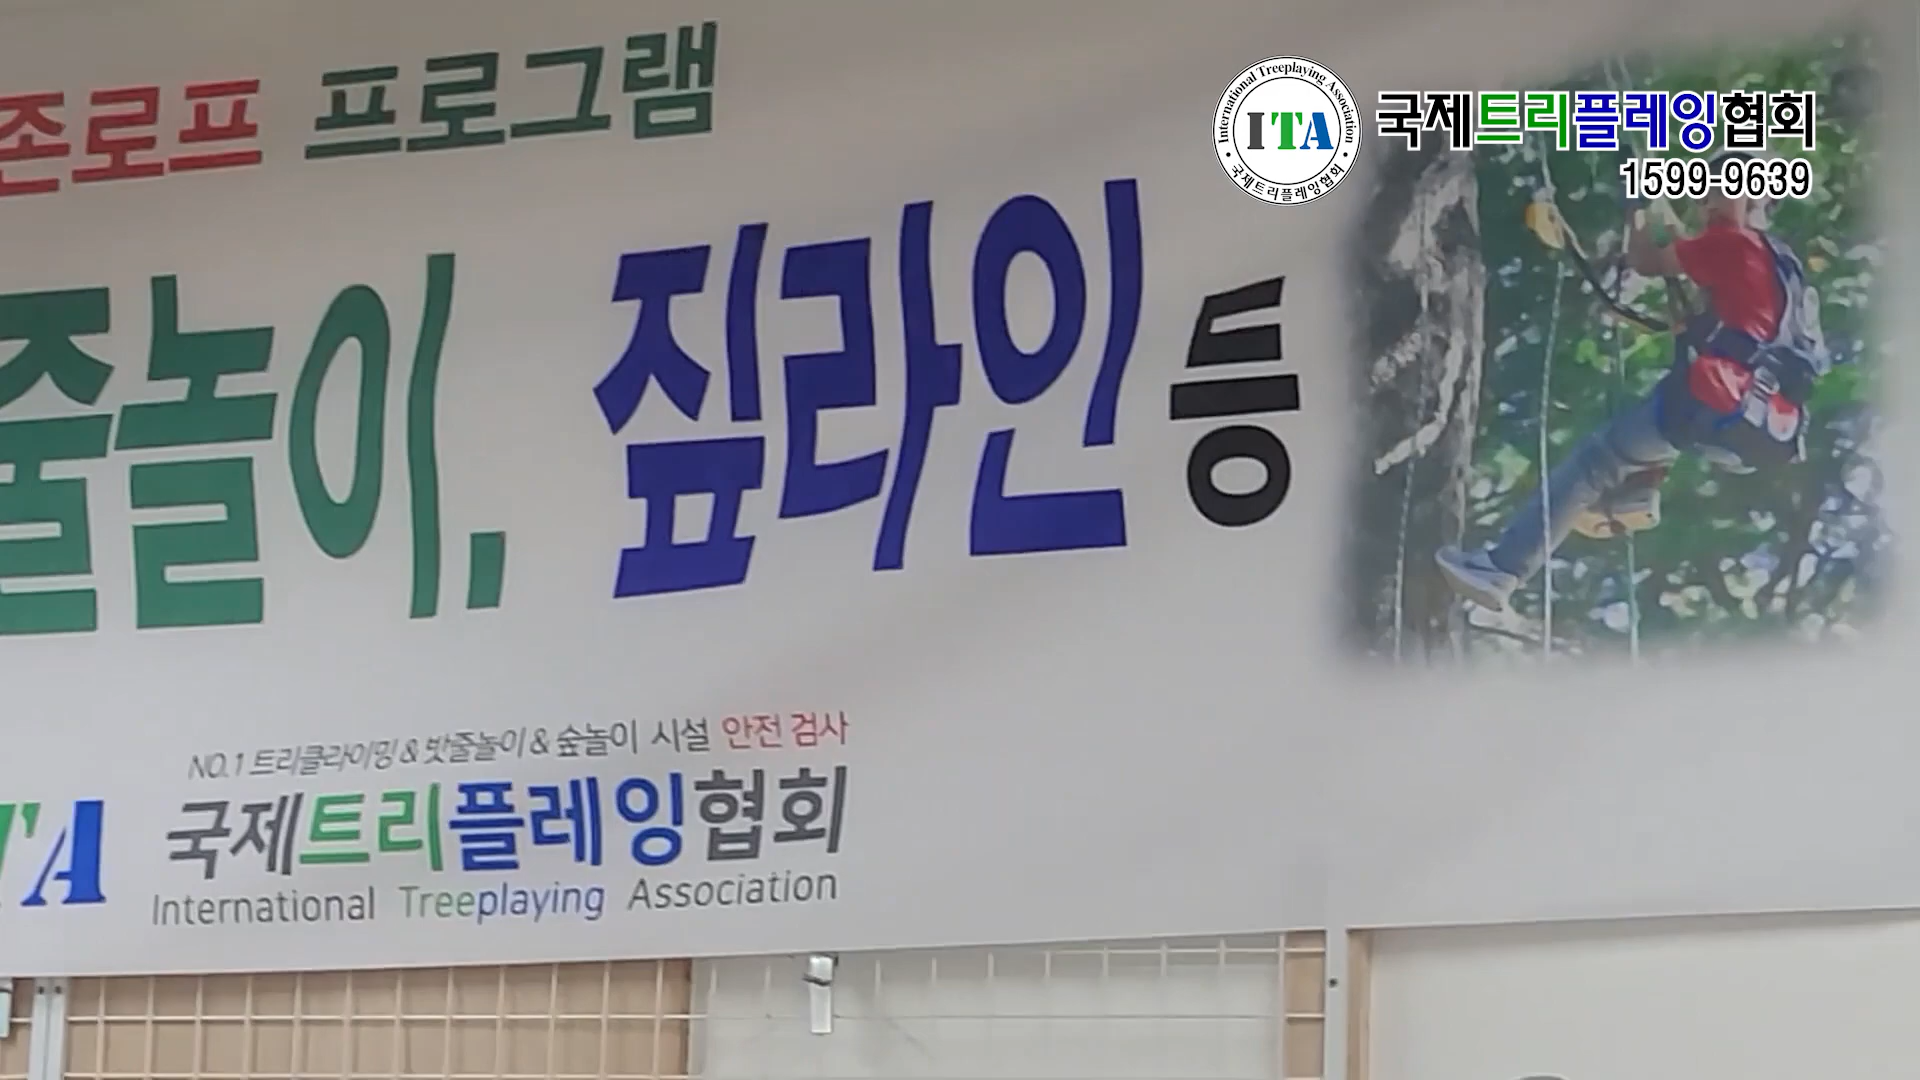 존로프 프로그램
줄놀이, 짚라인 등
NO.1 트리클라이밍 & 밧줄놀이 & 숲놀이 시설 안전 검사
TA
국제트리플레잉협회
International Treeplaying Association
International Treeplaying Association
ITA
국제트리플레잉협회
국제트리플레잉협회
1599-9639